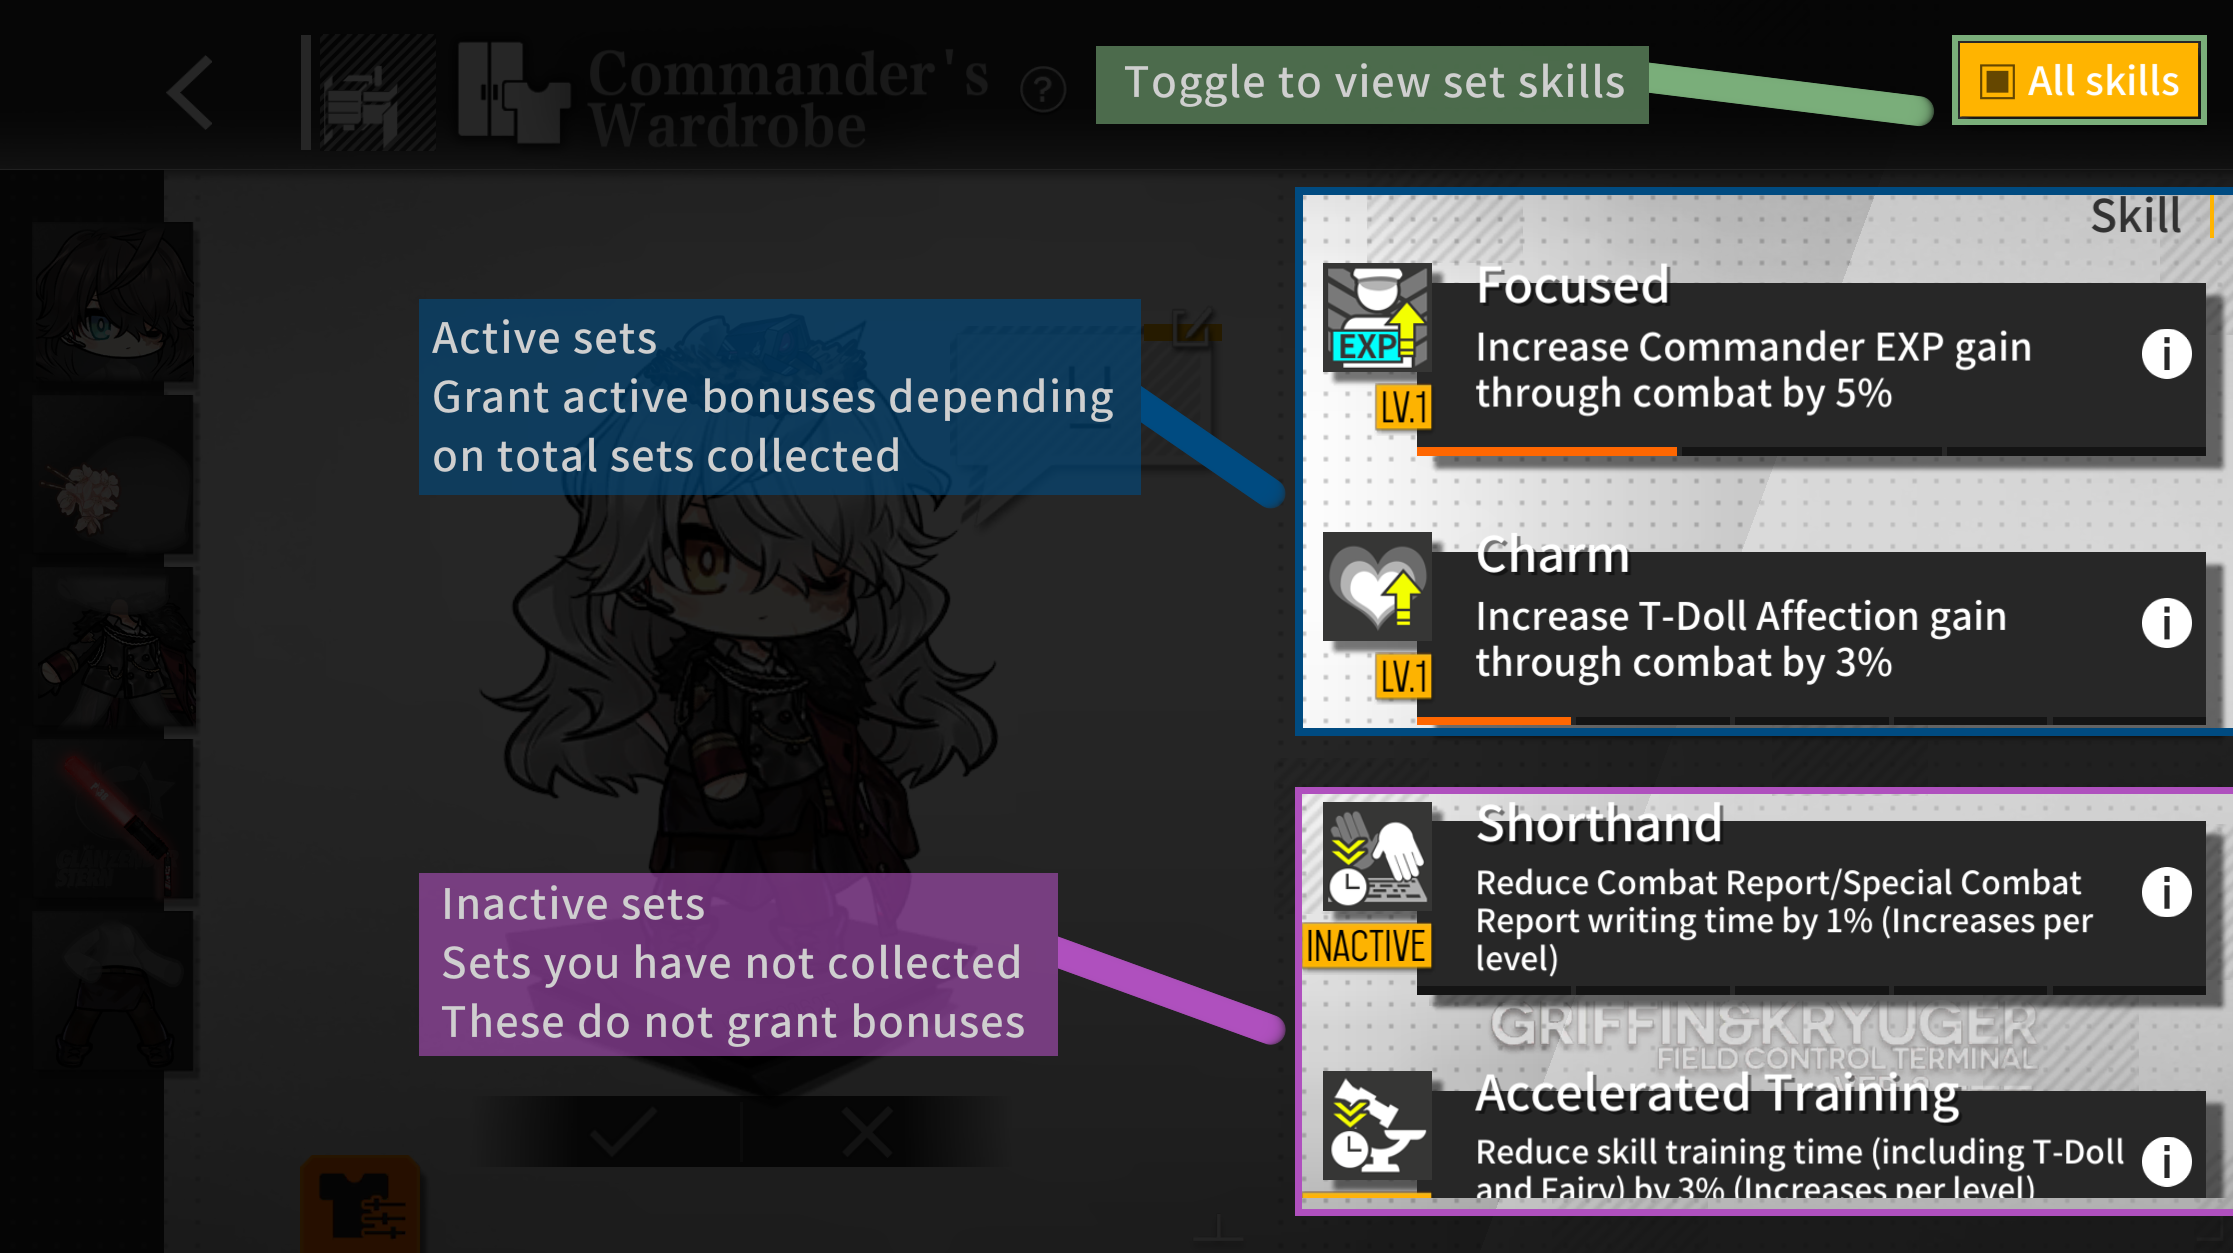 Commander's
Wardrobe
?
Toggle to view set skills
All skills
Skill
Focused
Increase Commander EXP gain
through combat by 5%
i
EXP
LV.1
Active sets
Grant active bonuses depending
on total sets collected
Charm
Increase T-Doll Affection gain
through combat by 3%
i
LV.1
Inactive sets
Sets you have not collected
These do not grant bonuses
Shorthand
Reduce Combat Report/Special Combat
Report writing time by 1% (Increases per
level)
i
INACTIVE
GRIFFIN&KRYUGER
FIELD CONTROL TERMINAL
Accelerated Training
Reduce skill training time (including T-Doll
and Fairy) by 3% (Increases per level)
i